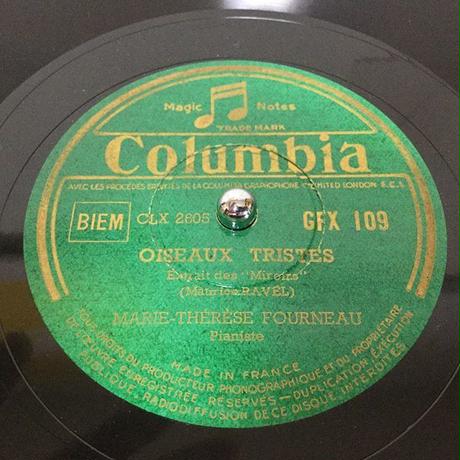 Magic Notes
TRADE MARK
Columbia
AVEC LES PROCÉDÉS BREVETÉS DE LA COLUMBIA GRAPHOPHONE CY LIMITED LONDON E.C.1
BIEM CLX 2605 GFX 109
OISEAUX TRISTES
Extrait des "Miroirs"
(Maurice RAVEL)
MARIE-THÉRÈSE FOURNEAU
Pianiste
MADE IN FRANCE
TOUS DROITS DU PRODUCTEUR PHONOGRAPHIQUE ET DU PROPRIÉTAIRE
DE L'ŒUVRE ENREGISTRÉE RÉSERVÉS — DUPLICATION, EXÉCUTION
PUBLIQUE, RADIODIFFUSION DE CE DISQUE INTERDITES